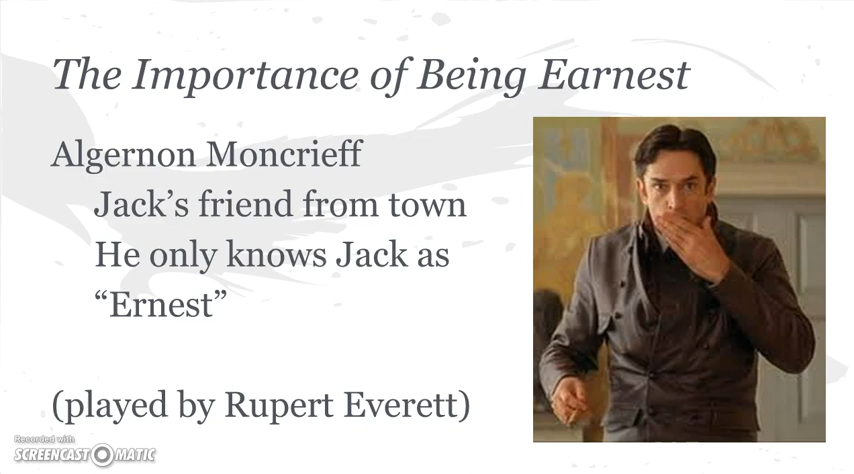 The Importance of Being Earnest
Algernon Moncrieff
Jack’s friend from town
He only knows Jack as
“Ernest”
(played by Rupert Everett)
Recorded with
SCREENCAST-O-MATIC